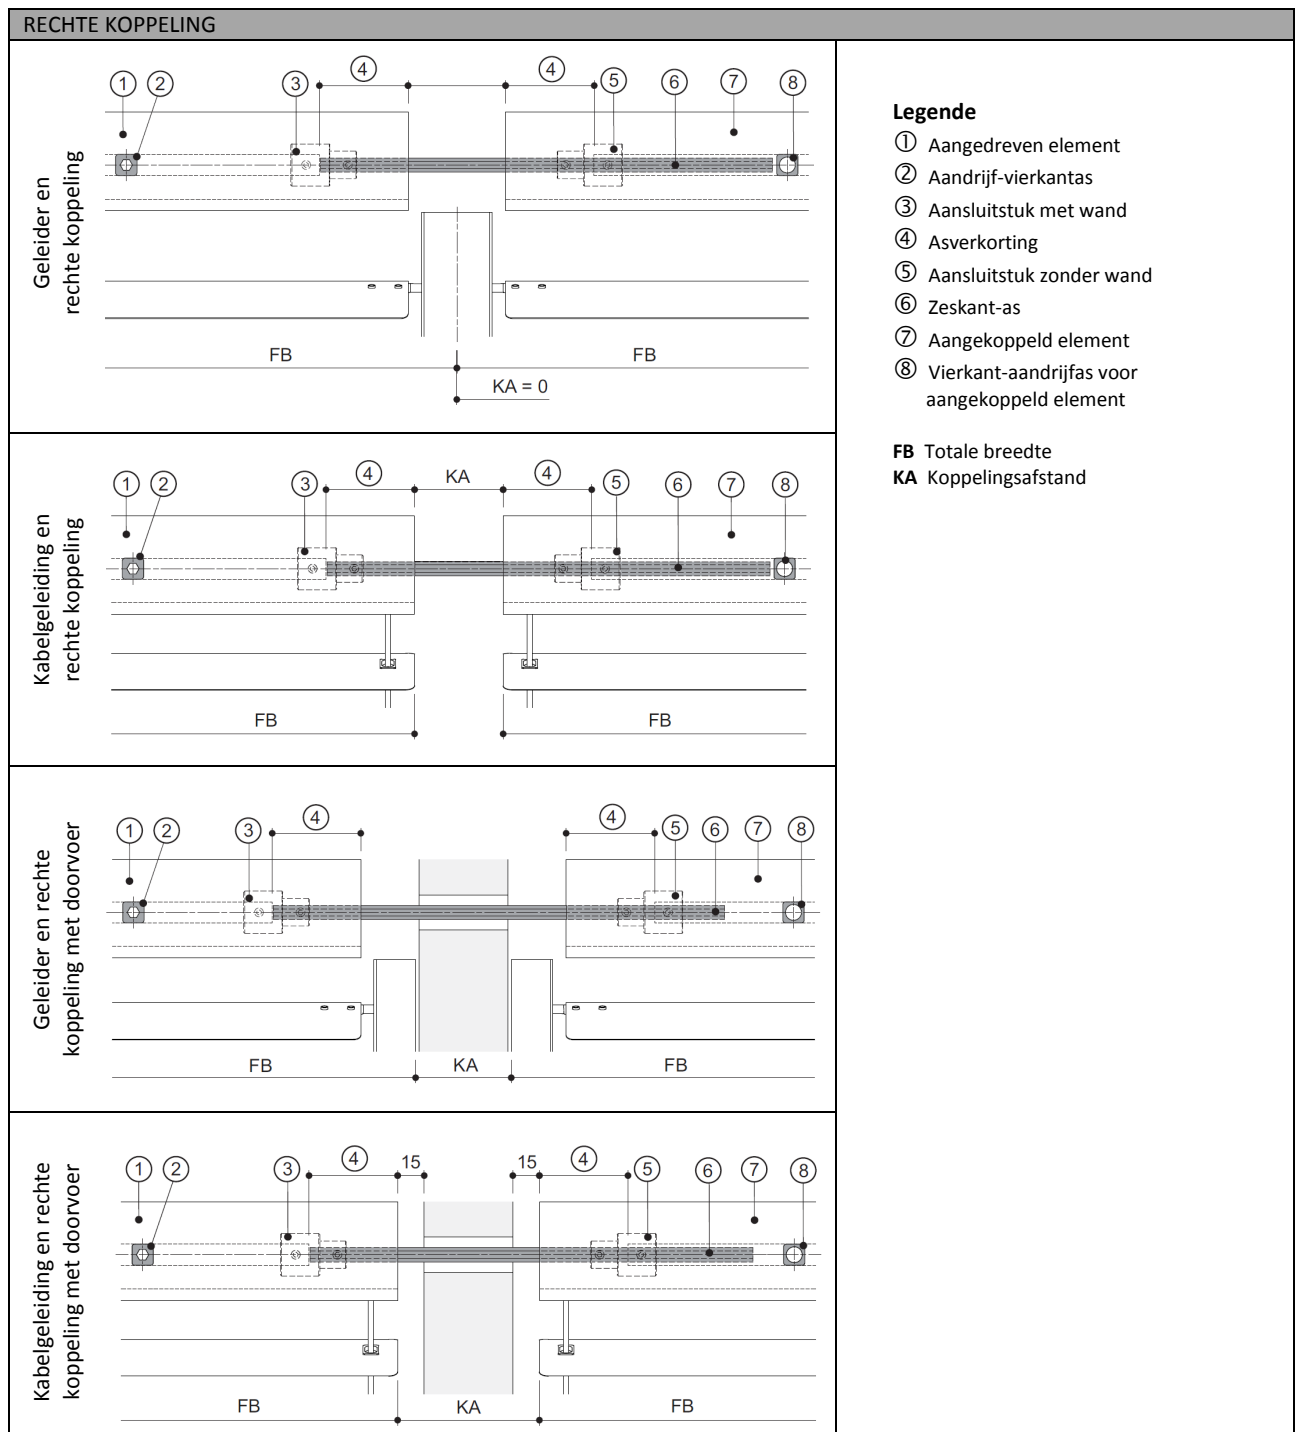 RECHTE KOPPELING
Geleider en
rechte koppeling
① ② ③ ④ ④ ⑤ ⑥ ⑦ ⑧
FB FB
KA = 0
Kabelgeleiding en
rechte koppeling
① ② ③ ④ KA ④ ⑤ ⑥ ⑦ ⑧
FB FB
Geleider en rechte
koppeling met doorvoer
① ② ③ ④ ④ ⑤ ⑥ ⑦ ⑧
FB KA FB
Kabelgeleiding en rechte
koppeling met doorvoer
① ② ③ ④ 15 15 ④ ⑤ ⑥ ⑦ ⑧
FB KA FB
Legende
① Aangedreven element
② Aandrijf-vierkantas
③ Aansluitstuk met wand
④ Asverkorting
⑤ Aansluitstuk zonder wand
⑥ Zeskant-as
⑦ Aangekoppeld element
⑧ Vierkant-aandrijfas voor
aangekoppeld element
FB Totale breedte
KA Koppelingsafstand